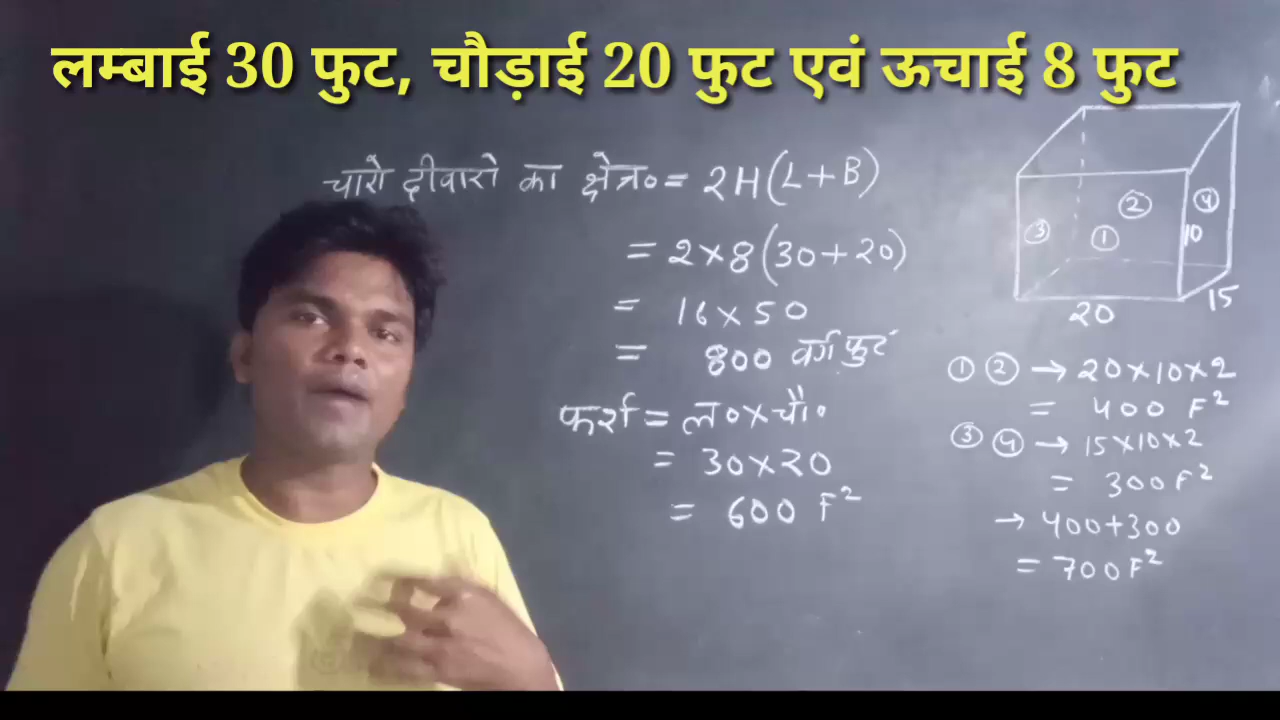 लम्बाई 30 फुट, चौड़ाई 20 फुट एवं ऊचाई 8 फुट
चारो दीवारो का क्षेत्र० = 2H(L+B)
= 2×8(30+20)
= 16×50
= 800 वर्ग फुट
फर्श = ल०×चौ०
= 30×20
= 600 F²
③ ① ② ④
10
20
15
① ② → 20×10×2
= 400 F²
③ ④ → 15×10×2
= 300 F²
→ 400+300
= 700 F²